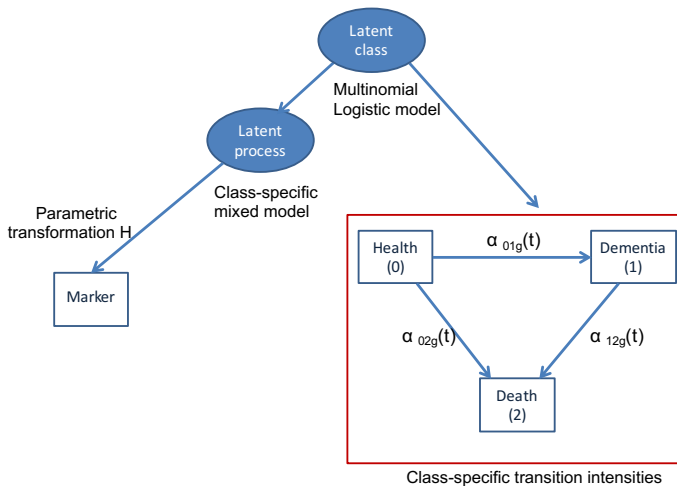 Latent
class
Multinomial
Logistic model
Latent
process
Class-specific
mixed model
Parametric
transformation H
Marker
Health
(0)
α 01g(t)
Dementia
(1)
α 02g(t)
α 12g(t)
Death
(2)
Class-specific transition intensities